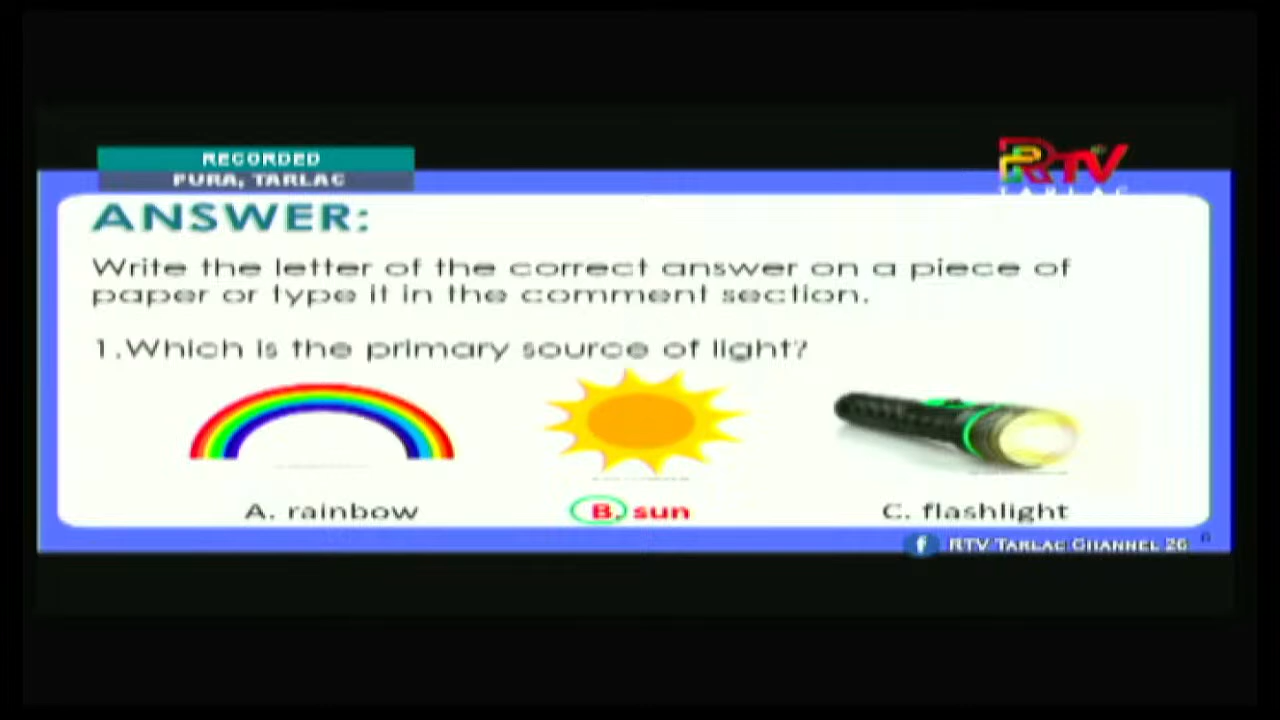 RECORDED
PURA, TARLAC
RTV
TARLAC
ANSWER:
Write the letter of the correct answer on a piece of
paper or type it in the comment section.
1.Which is the primary source of light?
A. rainbow
B. sun
C. flashlight
f RTV TARLAC CHANNEL 26